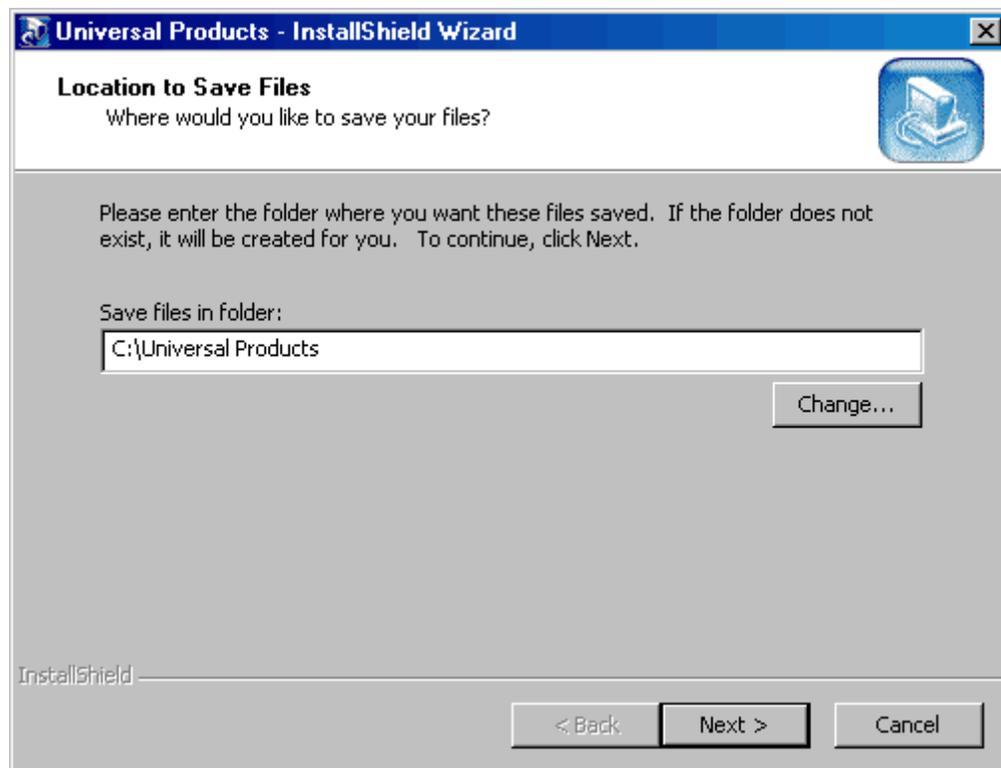 Universal Products - InstallShield Wizard
Location to Save Files
Where would you like to save your files?
Please enter the folder where you want these files saved.  If the folder does not
exist, it will be created for you.   To continue, click Next.
Save files in folder:
C:\Universal Products
Change...
InstallShield
< Back
Next >
Cancel